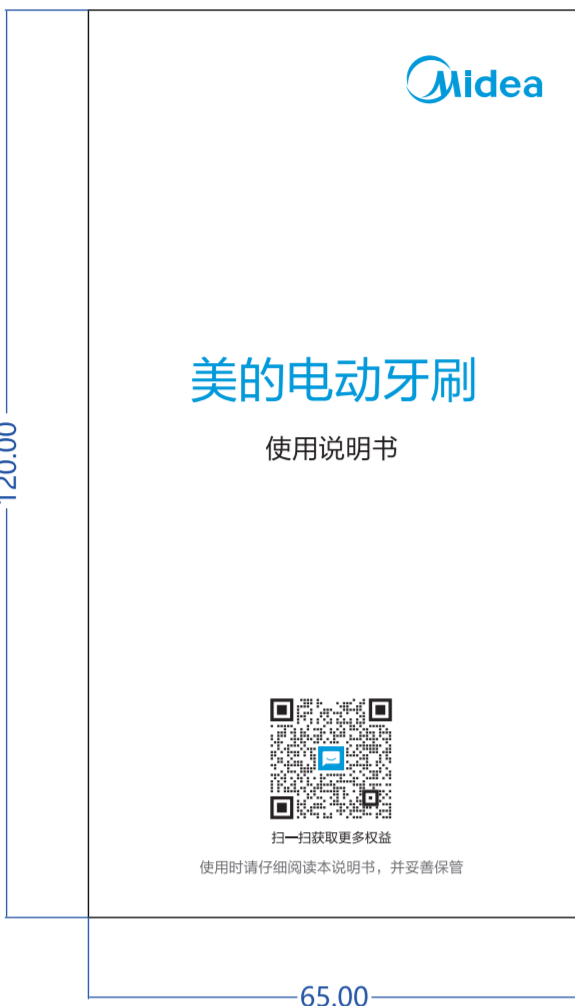 Midea
美的电动牙刷
使用说明书
120.00
扫一扫获取更多权益
使用时请仔细阅读本说明书，并妥善保管
65.00